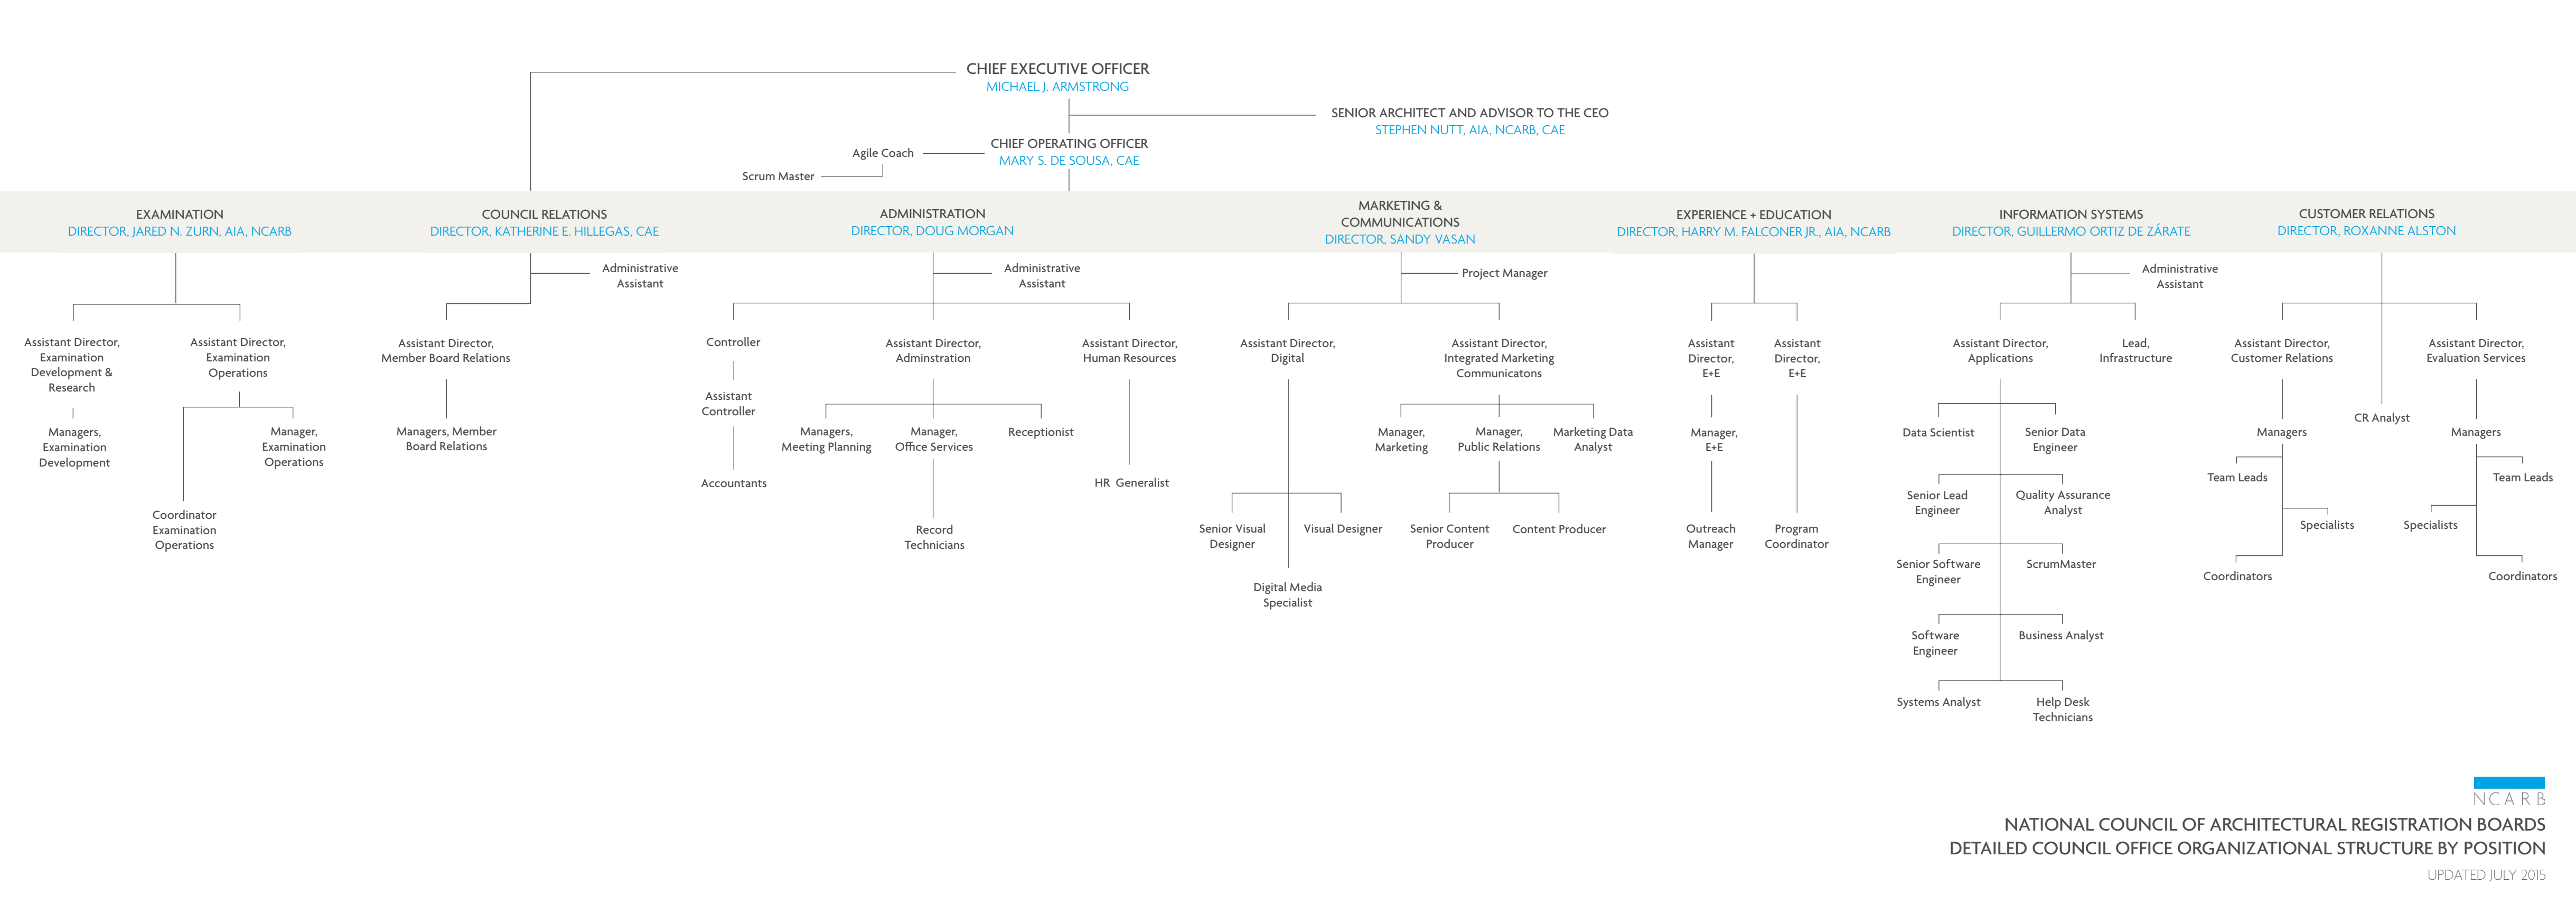 CHIEF EXECUTIVE OFFICER
MICHAEL J. ARMSTRONG
SENIOR ARCHITECT AND ADVISOR TO THE CEO
STEPHEN NUTT, AIA, NCARB, CAE
CHIEF OPERATING OFFICER
MARY S. DE SOUSA, CAE
Agile Coach
Scrum Master
EXAMINATION
DIRECTOR, JARED N. ZURN, AIA, NCARB
COUNCIL RELATIONS
DIRECTOR, KATHERINE E. HILLEGAS, CAE
ADMINISTRATION
DIRECTOR, DOUG MORGAN
MARKETING &
COMMUNICATIONS
DIRECTOR, SANDY VASAN
EXPERIENCE + EDUCATION
DIRECTOR, HARRY M. FALCONER JR., AIA, NCARB
INFORMATION SYSTEMS
DIRECTOR, GUILLERMO ORTIZ DE ZÁRATE
CUSTOMER RELATIONS
DIRECTOR, ROXANNE ALSTON
Assistant Director,
Examination
Development &
Research
Managers,
Examination
Development
Assistant Director,
Examination
Operations
Manager,
Examination
Operations
Coordinator
Examination
Operations
Administrative
Assistant
Assistant Director,
Member Board Relations
Managers, Member
Board Relations
Administrative
Assistant
Controller
Assistant
Controller
Accountants
Assistant Director,
Adminstration
Managers,
Meeting Planning
Manager,
Office Services
Receptionist
Record
Technicians
Assistant Director,
Human Resources
HR Generalist
Project Manager
Assistant Director,
Digital
Senior Visual
Designer
Visual Designer
Digital Media
Specialist
Assistant Director,
Integrated Marketing
Communicatons
Manager,
Marketing
Manager,
Public Relations
Marketing Data
Analyst
Senior Content
Producer
Content Producer
Assistant
Director,
E+E
Manager,
E+E
Outreach
Manager
Assistant
Director,
E+E
Program
Coordinator
Administrative
Assistant
Assistant Director,
Applications
Lead,
Infrastructure
Data Scientist
Senior Data
Engineer
Senior Lead
Engineer
Quality Assurance
Analyst
Senior Software
Engineer
ScrumMaster
Software
Engineer
Business Analyst
Systems Analyst
Help Desk
Technicians
Assistant Director,
Customer Relations
Managers
Team Leads
Specialists
Coordinators
CR Analyst
Assistant Director,
Evaluation Services
Managers
Team Leads
Specialists
Coordinators
NCARB
NATIONAL COUNCIL OF ARCHITECTURAL REGISTRATION BOARDS
DETAILED COUNCIL OFFICE ORGANIZATIONAL STRUCTURE BY POSITION
UPDATED JULY 2015